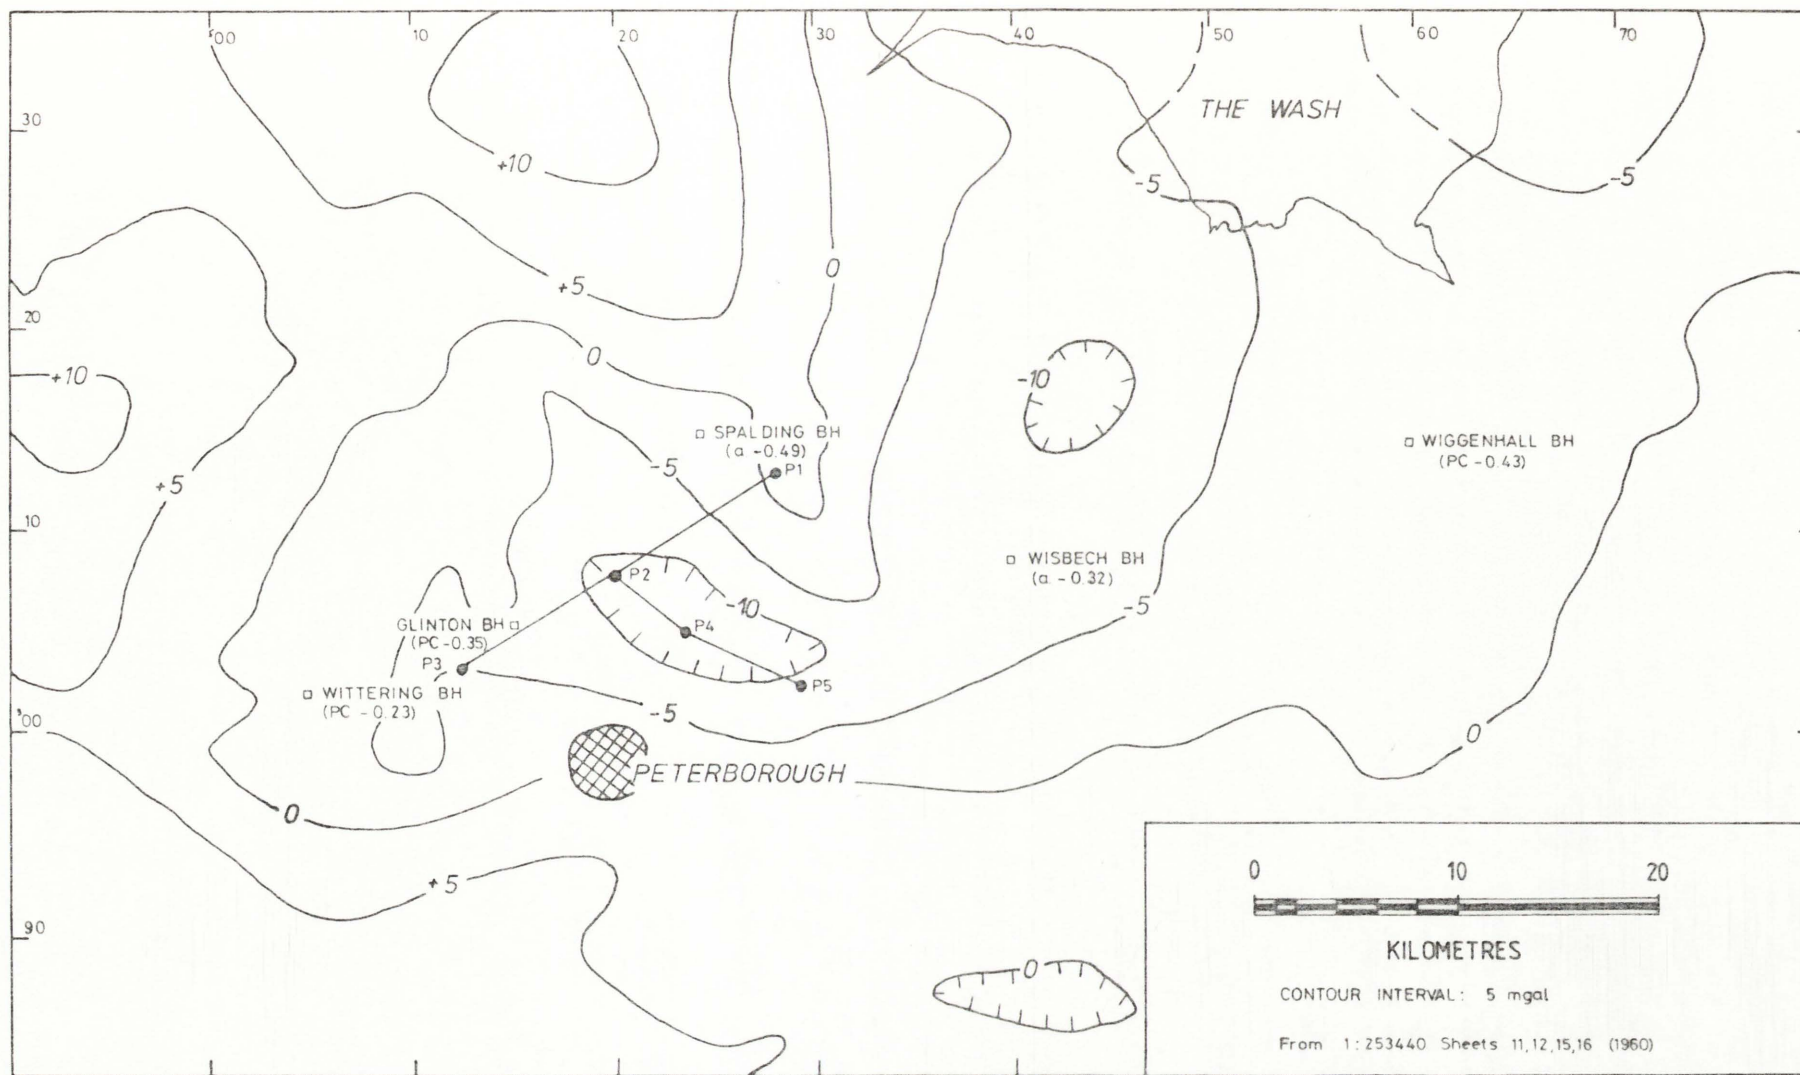 '00
10
20
30
40
50
60
70
THE WASH
30
+10
-5
-5
0
+5
20
0
+10
-10
SPALDING BH
(a -0.49)
P1
WIGGENHALL BH
(PC -0.43)
-5
+5
10
WISBECH BH
(a -0.32)
P2
-10
-5
GLINTON BH
(PC -0.35)
P4
P3
P5
WITTERING BH
(PC -0.23)
'00
-5
0
PETERBOROUGH
0
+5
90
0
0
10
20
KILOMETRES
CONTOUR INTERVAL: 5 mgal
From 1:253440 Sheets 11,12,15,16 (1960)